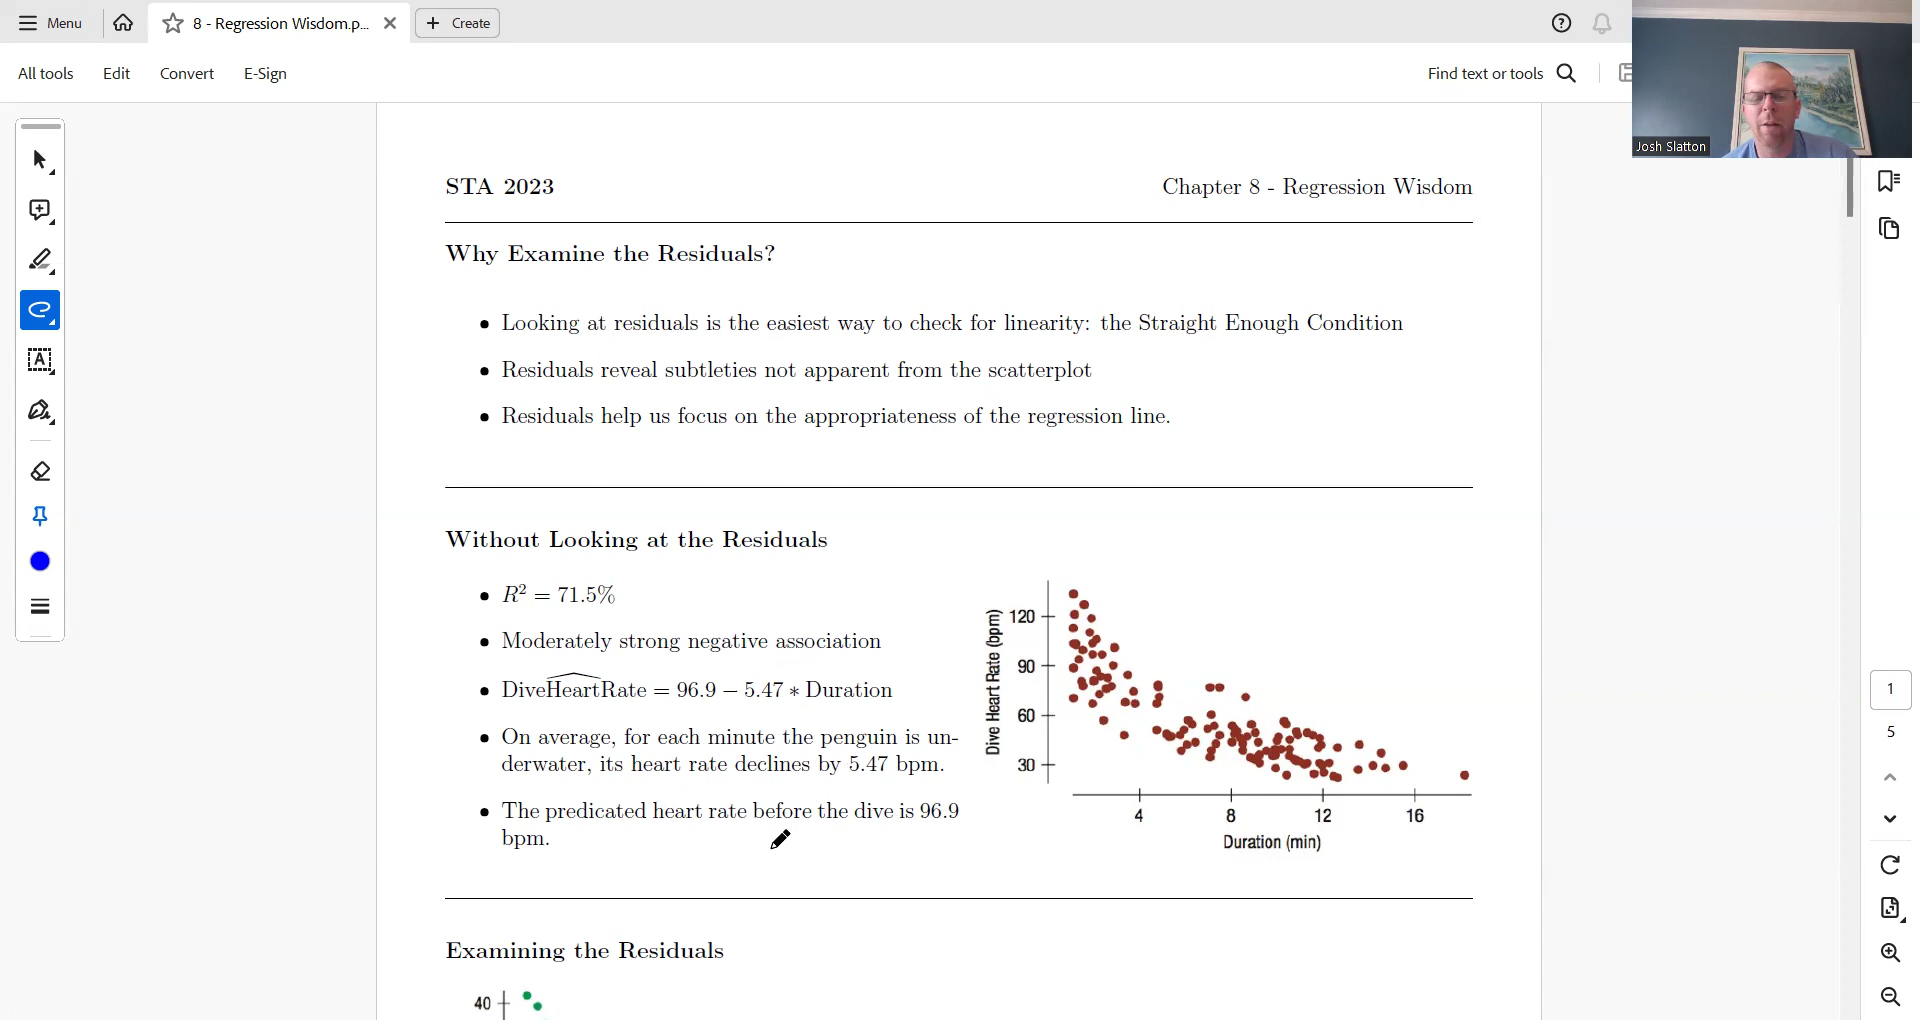 Menu
8 - Regression Wisdom.p...
Create
All tools
Edit
Convert
E-Sign
Find text or tools
Josh Slatton
STA 2023
Chapter 8 - Regression Wisdom
Why Examine the Residuals?
• Looking at residuals is the easiest way to check for linearity: the Straight Enough Condition
• Residuals reveal subtleties not apparent from the scatterplot
• Residuals help us focus on the appropriateness of the regression line.
Without Looking at the Residuals
• R² = 71.5%
• Moderately strong negative association
• DiveHeartRate = 96.9 − 5.47 ∗ Duration
• On average, for each minute the penguin is un-
derwater, its heart rate declines by 5.47 bpm.
• The predicated heart rate before the dive is 96.9
bpm.
Dive Heart Rate (bpm)
120
90
60
30
4 8 12 16
Duration (min)
Examining the Residuals
40
1
5